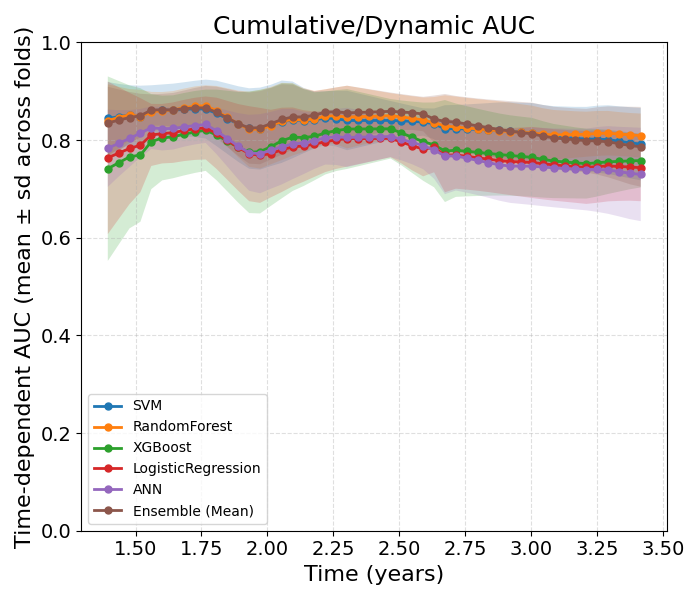 Cumulative/Dynamic AUC
Time-dependent AUC (mean ± sd across folds)
1.0
0.8
0.6
0.4
0.2
0.0
SVM
RandomForest
XGBoost
LogisticRegression
ANN
Ensemble (Mean)
1.50 1.75 2.00 2.25 2.50 2.75 3.00 3.25 3.50
Time (years)